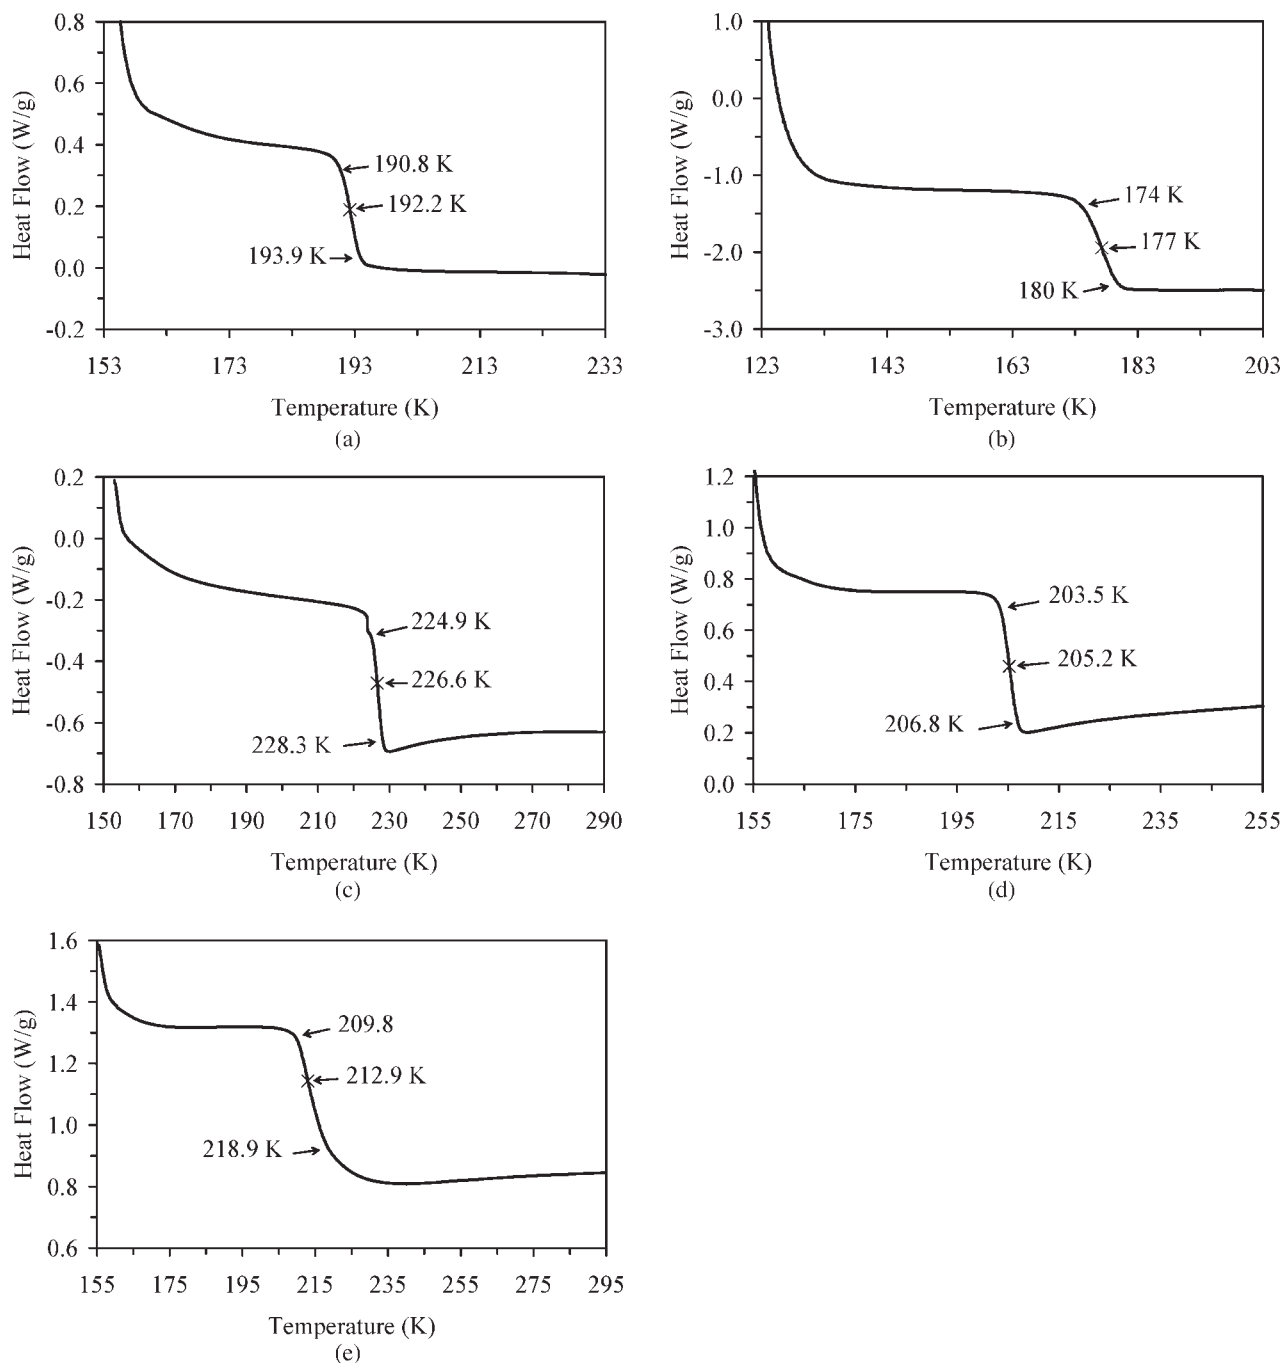 0.8
0.6
0.4
0.2
0.0
-0.2
Heat Flow (W/g)
190.8 K
192.2 K
193.9 K
153 173 193 213 233
Temperature (K)
(a)
1.0
0.0
-1.0
-2.0
-3.0
Heat Flow (W/g)
174 K
177 K
180 K
123 143 163 183 203
Temperature (K)
(b)
0.2
0.0
-0.2
-0.4
-0.6
-0.8
Heat Flow (W/g)
224.9 K
226.6 K
228.3 K
150 170 190 210 230 250 270 290
Temperature (K)
(c)
1.2
1.0
0.8
0.6
0.4
0.2
0.0
Heat Flow (W/g)
203.5 K
205.2 K
206.8 K
155 175 195 215 235 255
Temperature (K)
(d)
1.6
1.4
1.2
1.0
0.8
0.6
Heat Flow (W/g)
209.8
212.9 K
218.9 K
155 175 195 215 235 255 275 295
Temperature (K)
(e)